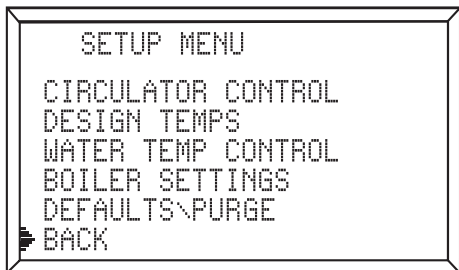 SETUP MENU
CIRCULATOR CONTROL
DESIGN TEMPS
WATER TEMP CONTROL
BOILER SETTINGS
DEFAULTS\PURGE
BACK